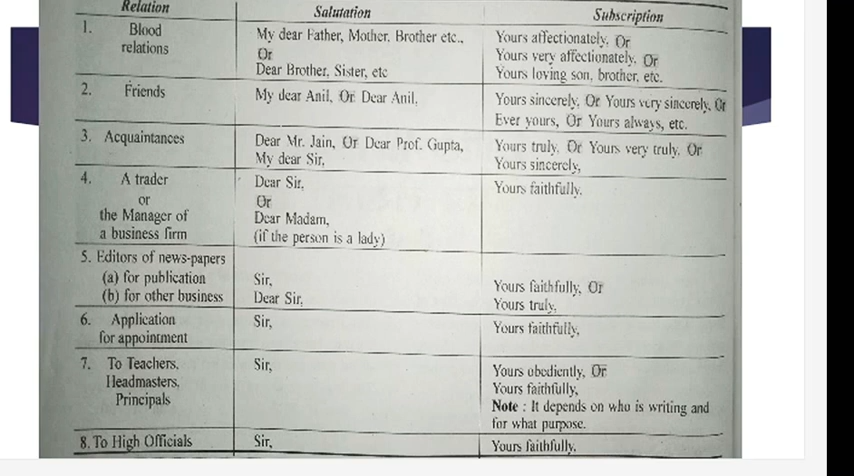 Relation Salutation Subscription
1. Blood
relations
My dear Father, Mother, Brother etc.,
Or
Dear Brother, Sister, etc
Yours affectionately, Or
Yours very affectionately, Or
Yours loving son, brother, etc.
2. Friends
My dear Anil, Or Dear Anil,
Yours sincerely, Or Yours very sincerely, Or
Ever yours, Or Yours always, etc.
3. Acquaintances
Dear Mr. Jain, Or Dear Prof. Gupta,
My dear Sir,
Yours truly, Or Yours very truly, Or
Yours sincerely,
4. A trader
or
the Manager of
a business firm
Dear Sir,
Or
Dear Madam,
(if the person is a lady)
Yours faithfully,
5. Editors of news-papers
(a) for publication
(b) for other business
Sir,
Dear Sir,
Yours faithfully, Or
Yours truly,
6. Application
for appointment
Sir,
Yours faithfully,
7. To Teachers,
Headmasters,
Principals
Sir,
Yours obediently, Or
Yours faithfully,
Note : It depends on who is writing and
for what purpose.
8. To High Officials
Sir,
Yours faithfully,